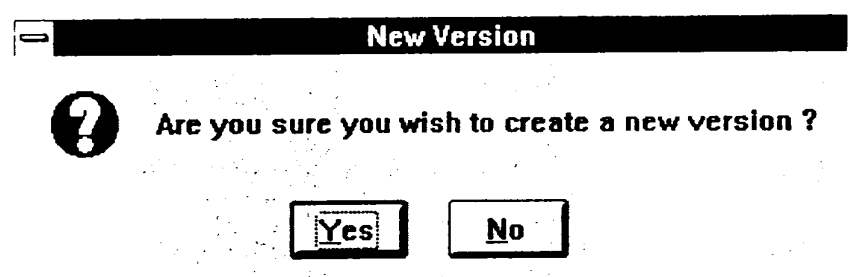 New Version
Are you sure you wish to create a new version ?
Yes
No